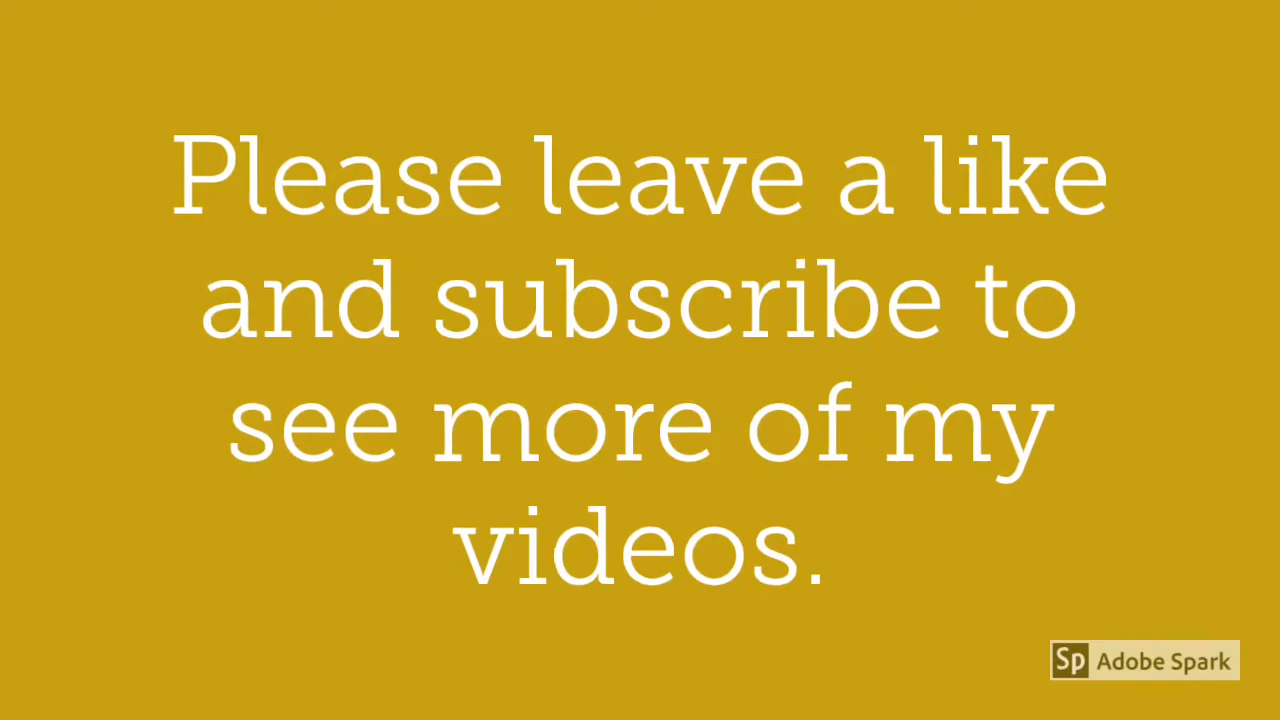 Please leave a like
and subscribe to
see more of my
videos.
Sp Adobe Spark